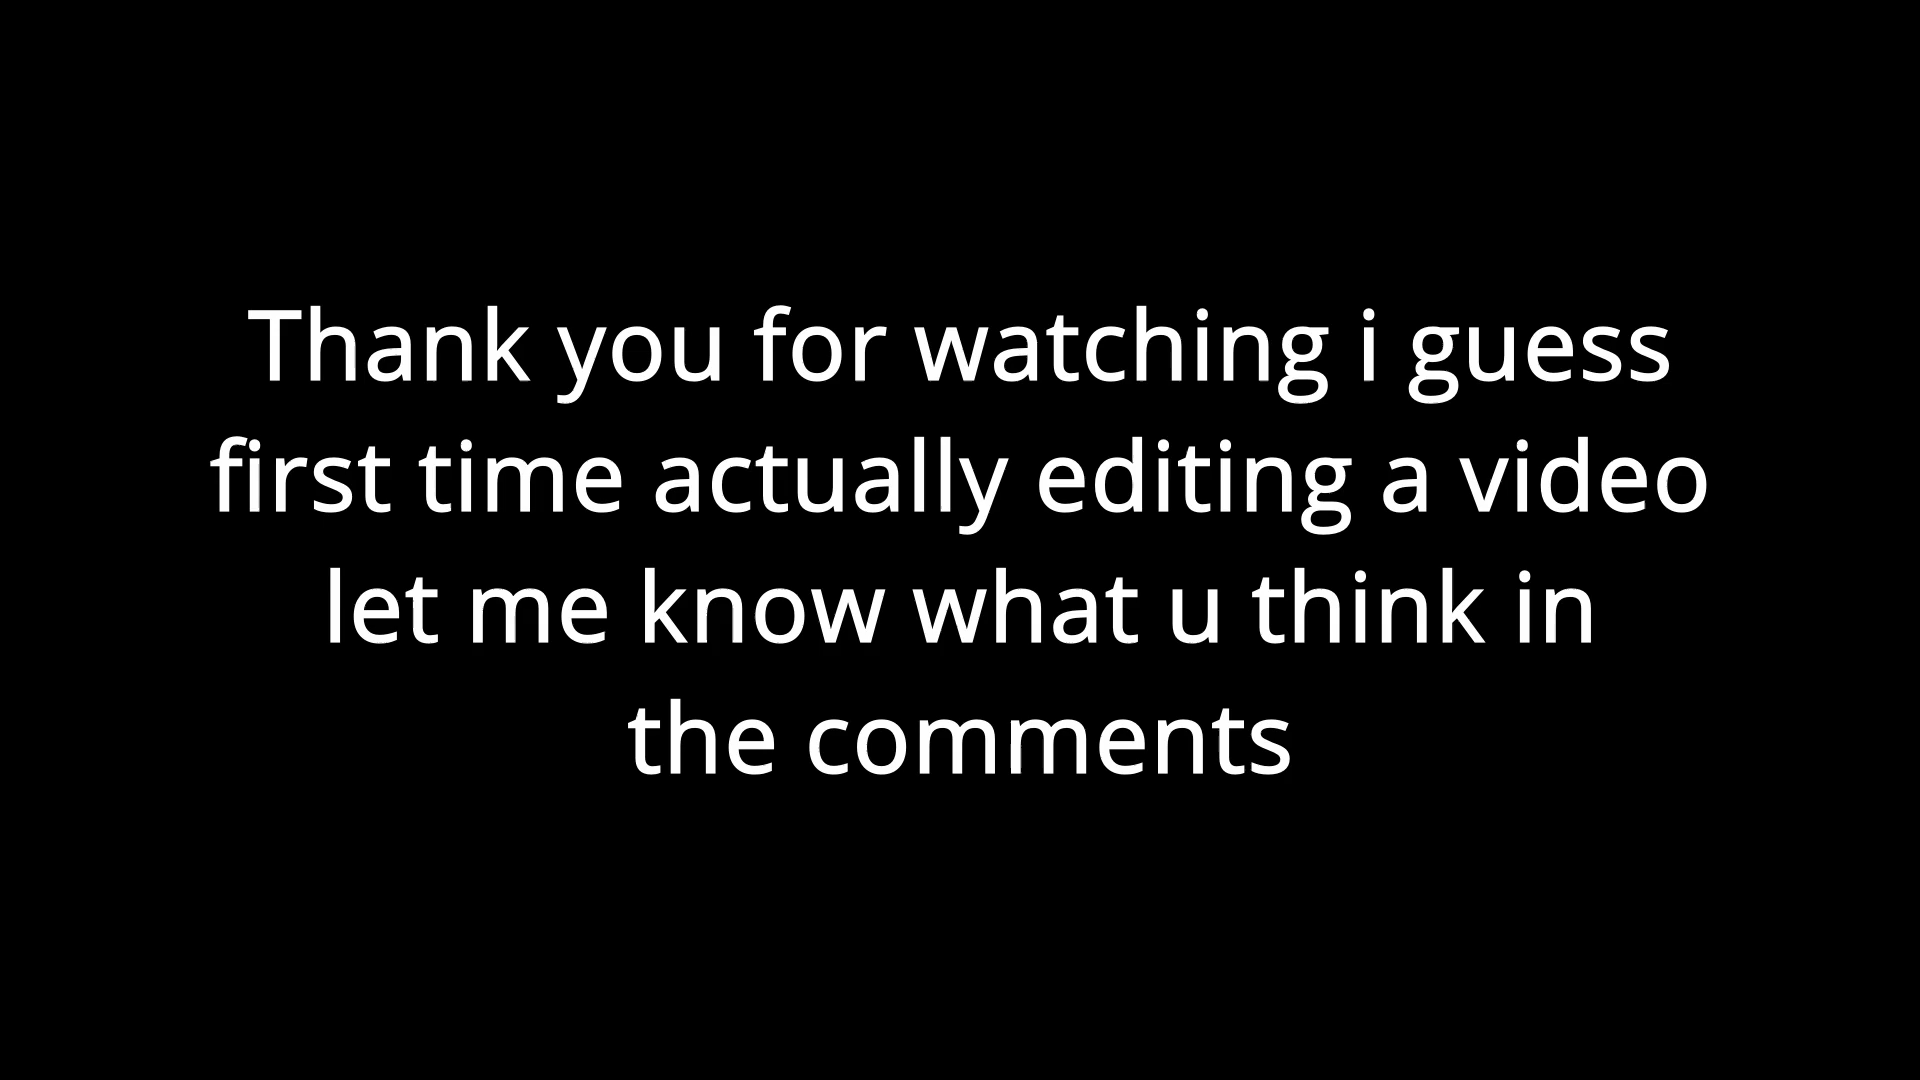 Thank you for watching i guess
first time actually editing a video
let me know what u think in
the comments